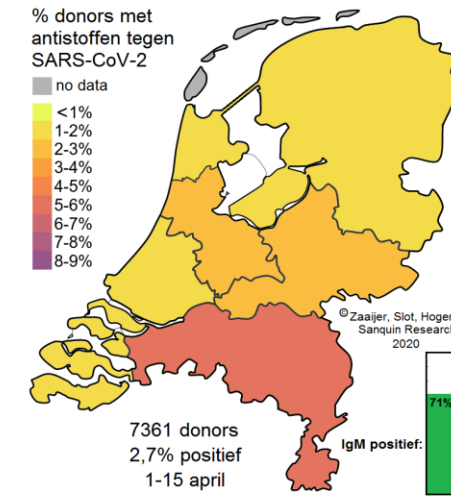 % donors met
antistoffen tegen
SARS-CoV-2
no data
<1%
1-2%
2-3%
3-4%
4-5%
5-6%
6-7%
7-8%
8-9%
© Zaaijer, Slot, Hoger
Sanquin Research
2020
71%
IgM positief:
7361 donors
2,7% positief
1-15 april